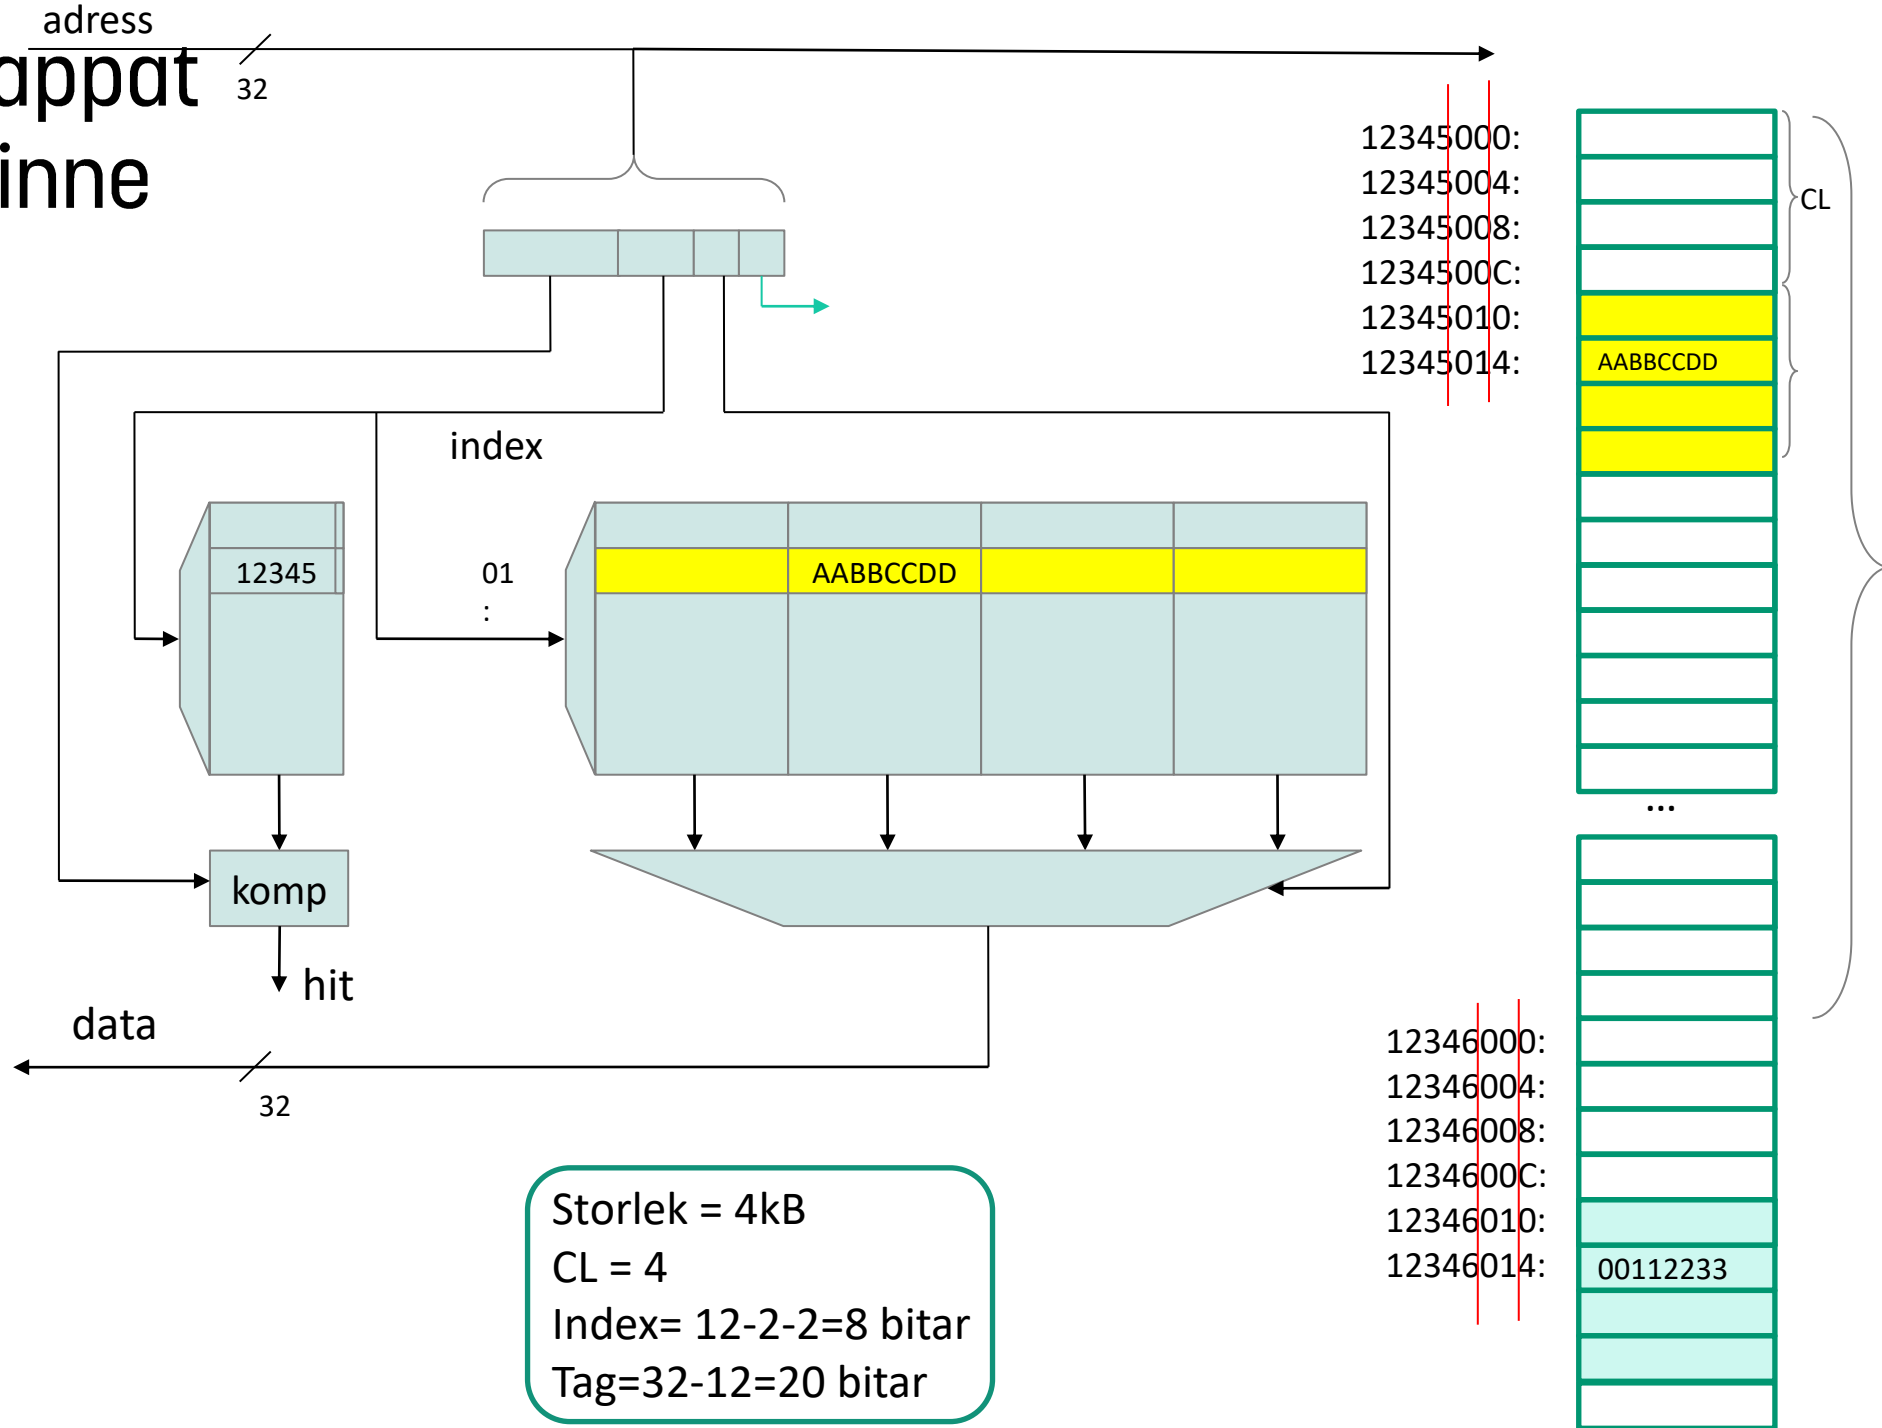 adress
appat
inne
32
12345000:
12345004:
12345008:
1234500C:
12345010:
12345014:
CL
AABBCCDD
index
12345
01
:
AABBCCDD
...
komp
hit
data
32
12346000:
12346004:
12346008:
1234600C:
12346010:
12346014:
00112233
Storlek = 4kB
CL = 4
Index= 12-2-2=8 bitar
Tag=32-12=20 bitar